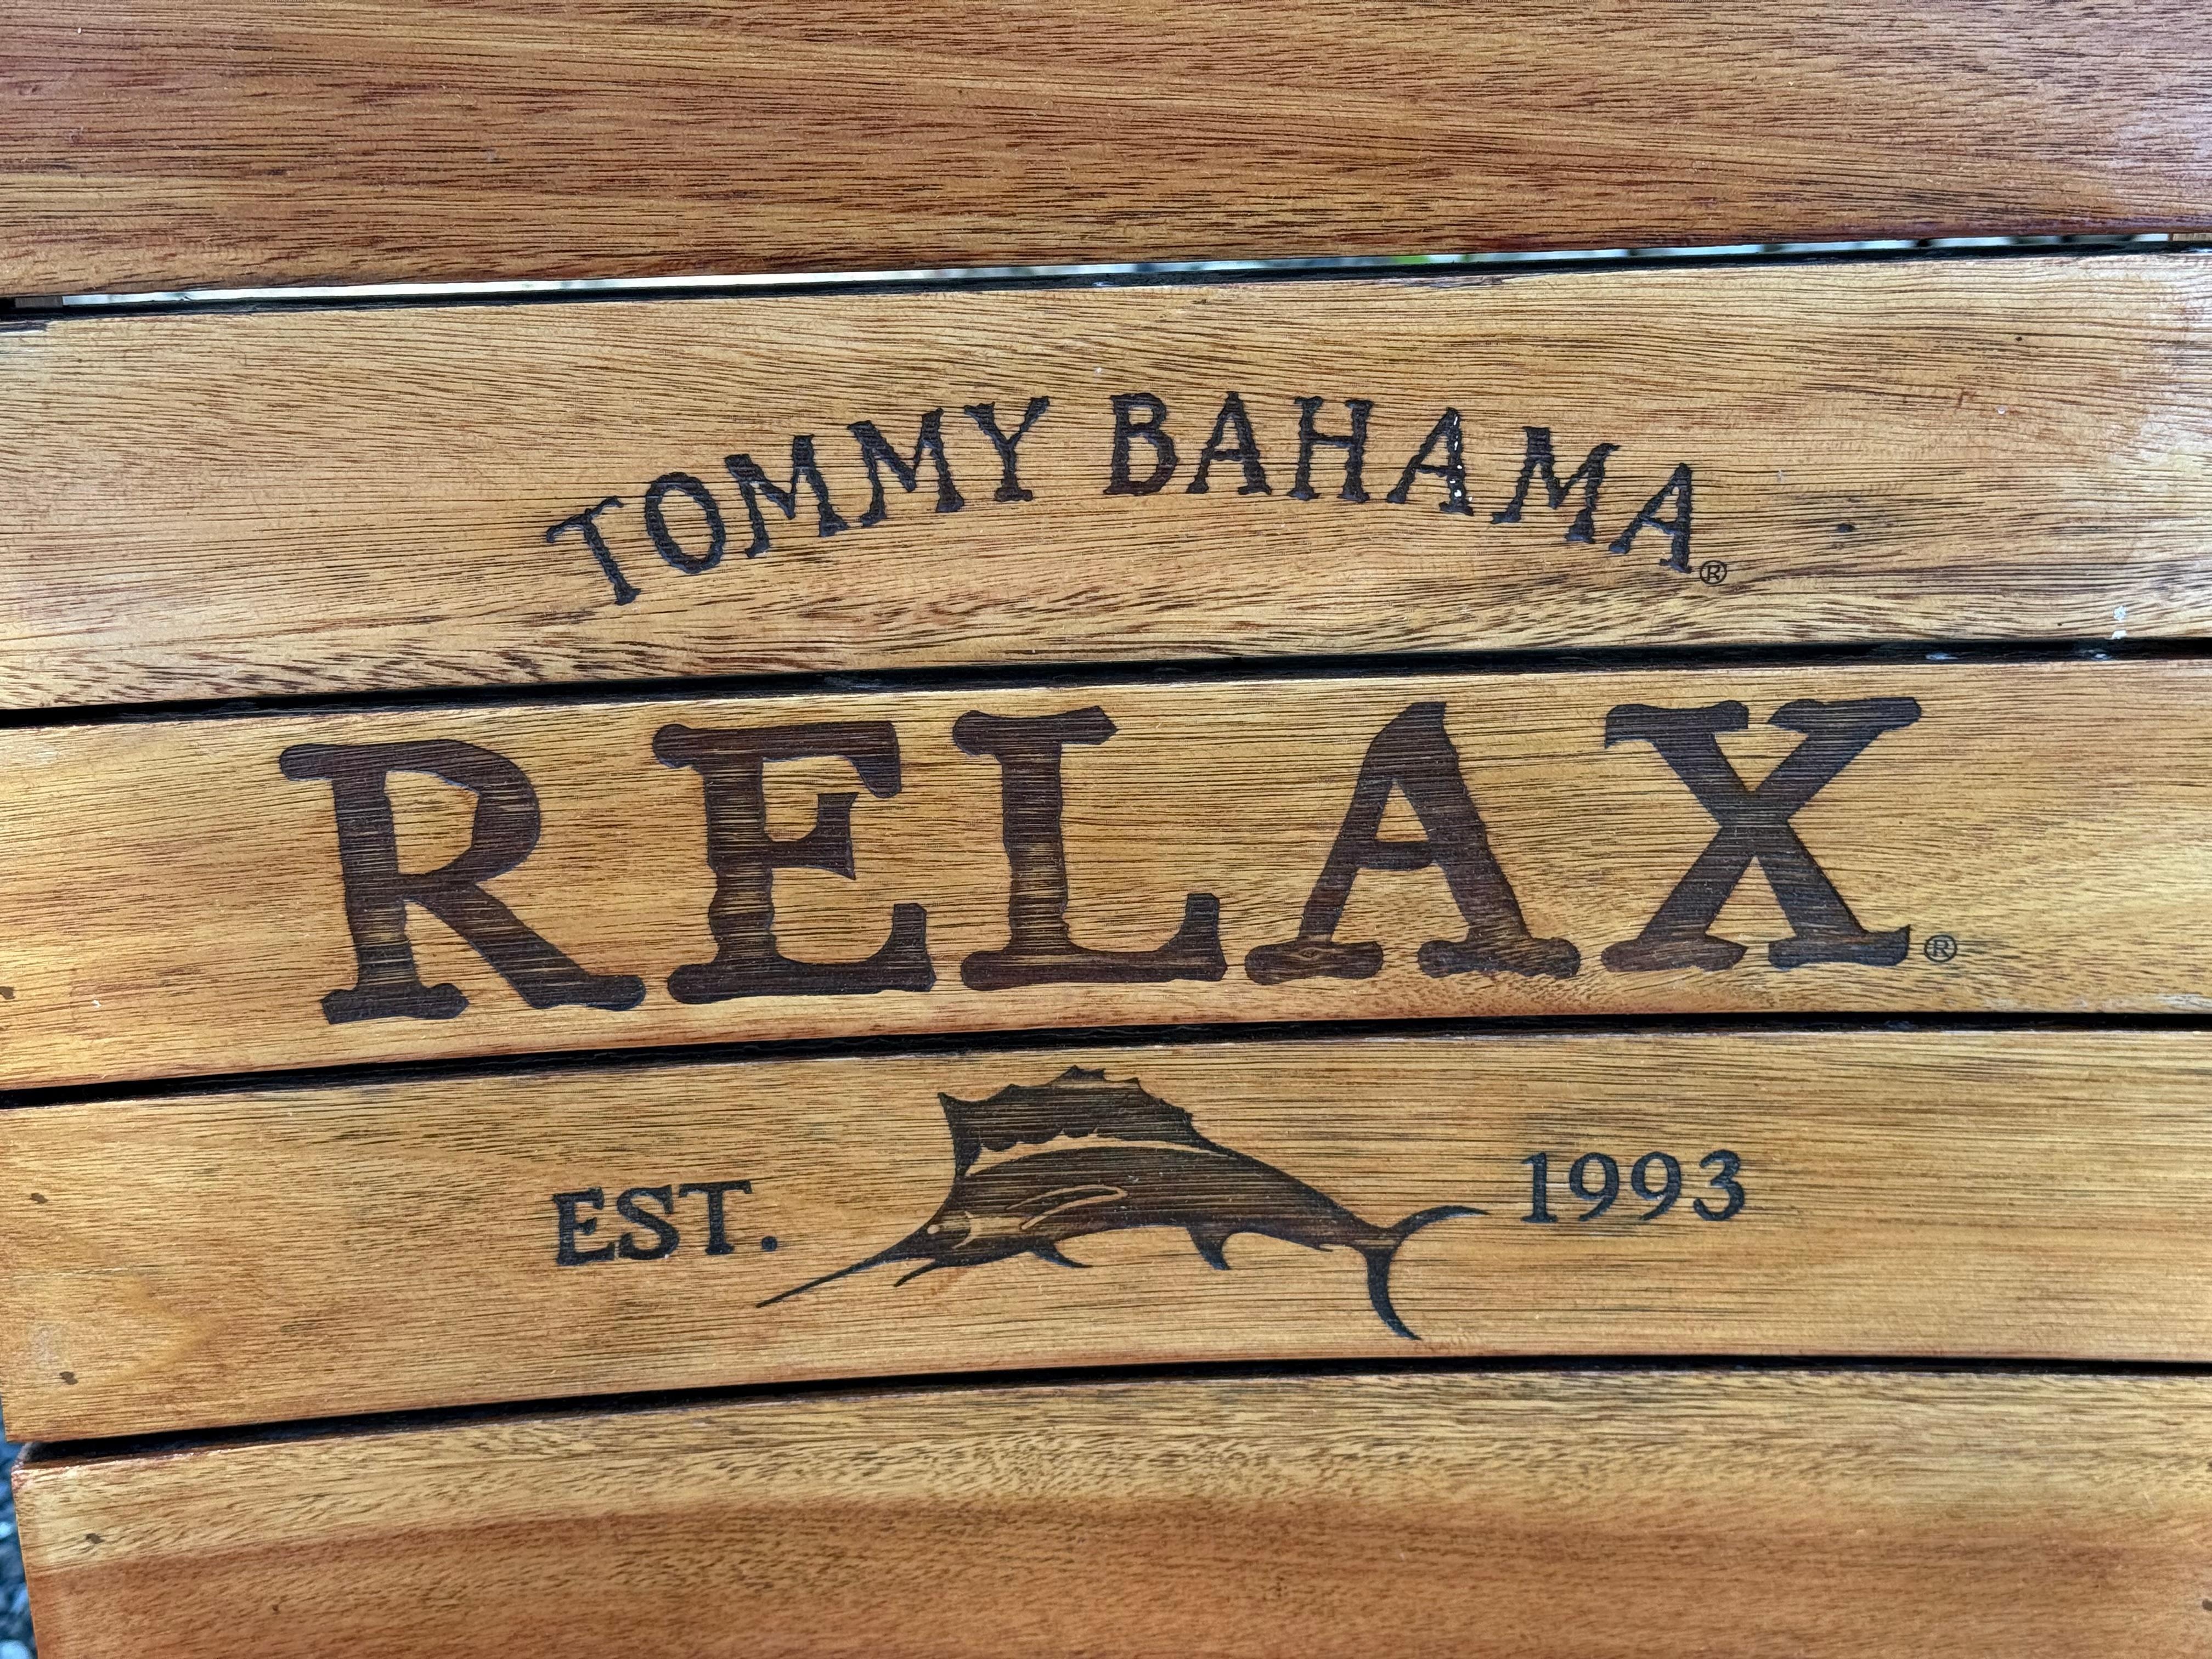 TOMMY BAHAMA®
RELAX®
EST. 1993